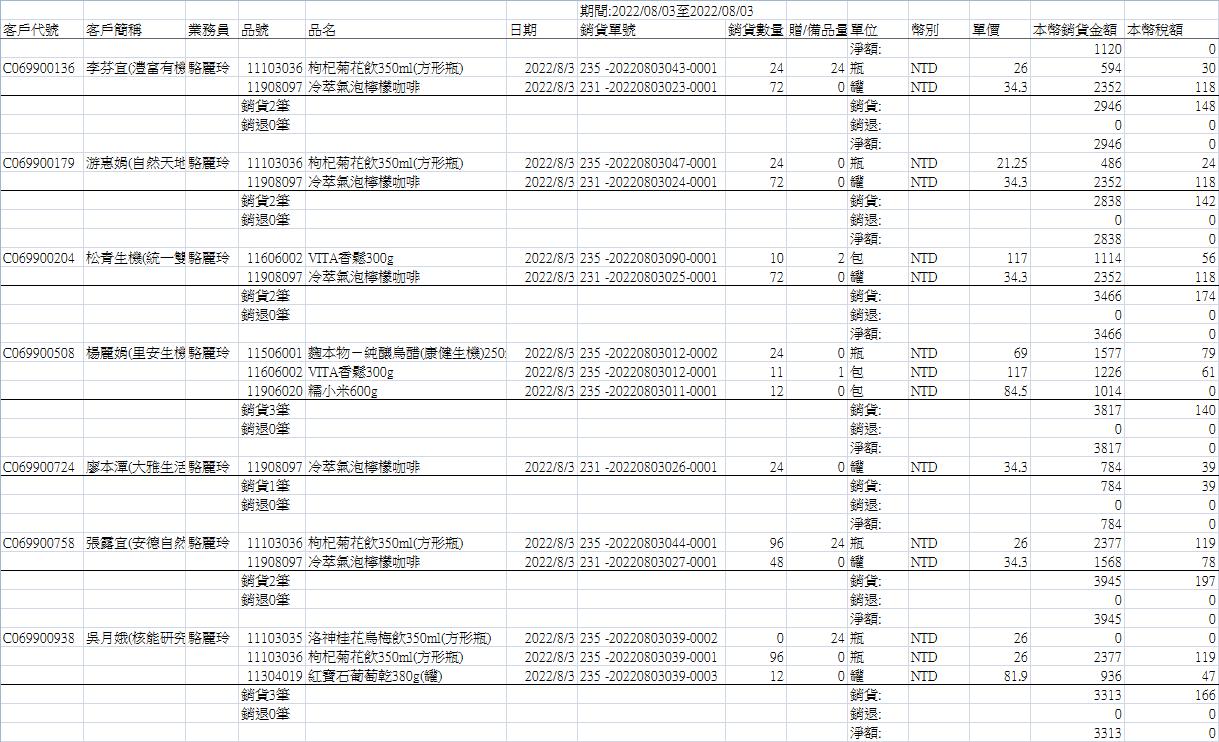 期間:2022/08/03至2022/08/03
客戶代號 客戶簡稱 業務員 品號 品名 日期 銷貨單號 銷貨數量 贈/備品量 單位 幣別 單價 本幣銷貨金額 本幣稅額
淨額: 1120 0
C069900136 李芬宜(灃富有機 駱麗玲 11103036 枸杞菊花飲350ml(方形瓶) 2022/8/3 235 -20220803043-0001 24 24 瓶 NTD 26 594 30
11908097 冷萃氣泡檸檬咖啡 2022/8/3 231 -20220803023-0001 72 0 罐 NTD 34.3 2352 118
銷貨2筆 銷貨: 2946 148
銷退0筆 銷退: 0 0
淨額: 2946 0
C069900179 游惠娟(自然天地 駱麗玲 11103036 枸杞菊花飲350ml(方形瓶) 2022/8/3 235 -20220803047-0001 24 0 瓶 NTD 21.25 486 24
11908097 冷萃氣泡檸檬咖啡 2022/8/3 231 -20220803024-0001 72 0 罐 NTD 34.3 2352 118
銷貨2筆 銷貨: 2838 142
銷退0筆 銷退: 0 0
淨額: 2838 0
C069900204 松青生機(統一雙 駱麗玲 11606002 VITA香鬆300g 2022/8/3 235 -20220803090-0001 10 2 包 NTD 117 1114 56
11908097 冷萃氣泡檸檬咖啡 2022/8/3 231 -20220803025-0001 72 0 罐 NTD 34.3 2352 118
銷貨2筆 銷貨: 3466 174
銷退0筆 銷退: 0 0
淨額: 3466 0
C069900508 楊麗娟(里安生機 駱麗玲 11506001 麴本物－純釀烏醋(康健生機)250 2022/8/3 235 -20220803012-0002 24 0 瓶 NTD 69 1577 79
11606002 VITA香鬆300g 2022/8/3 235 -20220803012-0001 11 1 包 NTD 117 1226 61
11906020 糯小米600g 2022/8/3 235 -20220803011-0001 12 0 包 NTD 84.5 1014 0
銷貨3筆 銷貨: 3817 140
銷退0筆 銷退: 0 0
淨額: 3817 0
C069900724 廖本潭(大雅生活 駱麗玲 11908097 冷萃氣泡檸檬咖啡 2022/8/3 231 -20220803026-0001 24 0 罐 NTD 34.3 784 39
銷貨1筆 銷貨: 784 39
銷退0筆 銷退: 0 0
淨額: 784 0
C069900758 張露宜(安德自然 駱麗玲 11103036 枸杞菊花飲350ml(方形瓶) 2022/8/3 235 -20220803044-0001 96 24 瓶 NTD 26 2377 119
11908097 冷萃氣泡檸檬咖啡 2022/8/3 231 -20220803027-0001 48 0 罐 NTD 34.3 1568 78
銷貨2筆 銷貨: 3945 197
銷退0筆 銷退: 0 0
淨額: 3945 0
C069900938 吳月娥(核能研究 駱麗玲 11103035 洛神桂花烏梅飲350ml(方形瓶) 2022/8/3 235 -20220803039-0002 0 24 瓶 NTD 26 0 0
11103036 枸杞菊花飲350ml(方形瓶) 2022/8/3 235 -20220803039-0001 96 0 瓶 NTD 26 2377 119
11304019 紅寶石葡萄乾380g(罐) 2022/8/3 235 -20220803039-0003 12 0 罐 NTD 81.9 936 47
銷貨3筆 銷貨: 3313 166
銷退0筆 銷退: 0 0
淨額: 3313 0